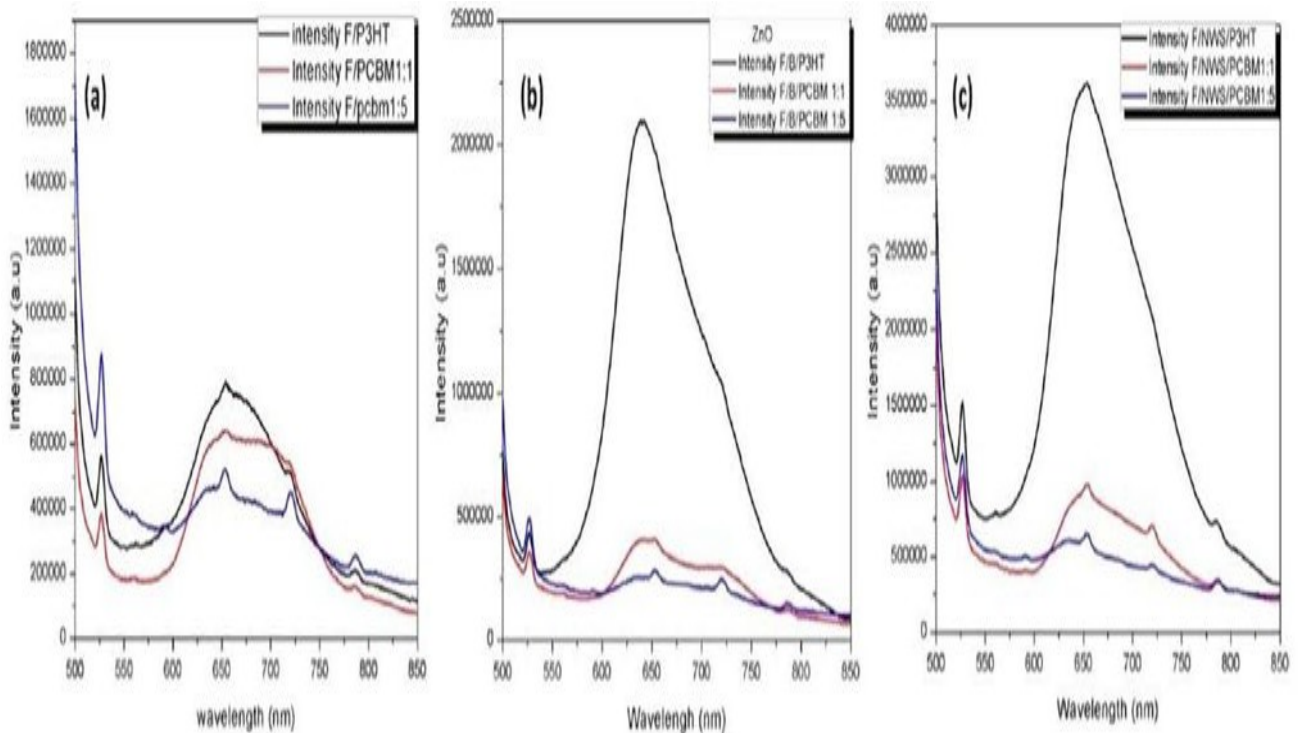 (a)
intensity F/P3HT
Intensity F/PCBM1:1
Intensity F/pcbm1:5
1800000
1600000
1400000
1200000
1000000
800000
600000
400000
200000
0
Intensity (a.u)
500 550 600 650 700 750 800 850
wavelength (nm)
(b)
ZnO
Intensity F/B/P3HT
Intensity F/B/PCBM 1:1
Intensity F/B/PCBM 1:5
2500000
2000000
1500000
1000000
500000
0
Intensity (a.u)
500 550 600 650 700 750 800 850
Wavelengh (nm)
(c)
Intensity F/NWS/P3HT
Intensity F/NWS/PCBM1:1
Intensity F/NWS/PCBM1:5
4000000
3500000
3000000
2500000
2000000
1500000
1000000
500000
0
Intensity (a.u)
500 550 600 650 700 750 800 850
Wavelength (nm)